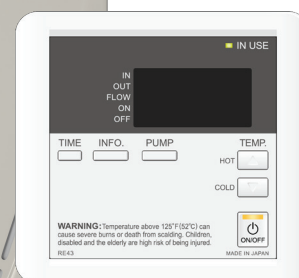 IN USE
IN
OUT
FLOW
ON
OFF
TIME INFO. PUMP TEMP.
HOT
COLD
WARNING: Temperature above 125°F(52°C) can
cause severe burns or death from scalding. Children,
disabled and the elderly are high risk of being injured.
ON/OFF
RE43 MADE IN JAPAN